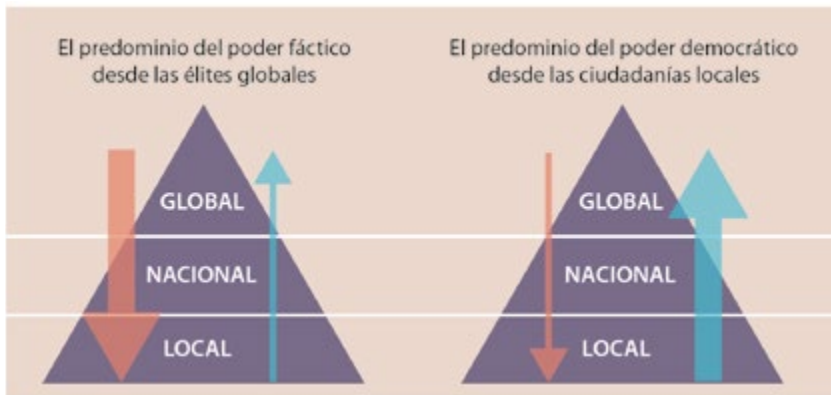 El predominio del poder fáctico
desde las élites globales
GLOBAL
NACIONAL
LOCAL
El predominio del poder democrático
desde las ciudadanías locales
GLOBAL
NACIONAL
LOCAL